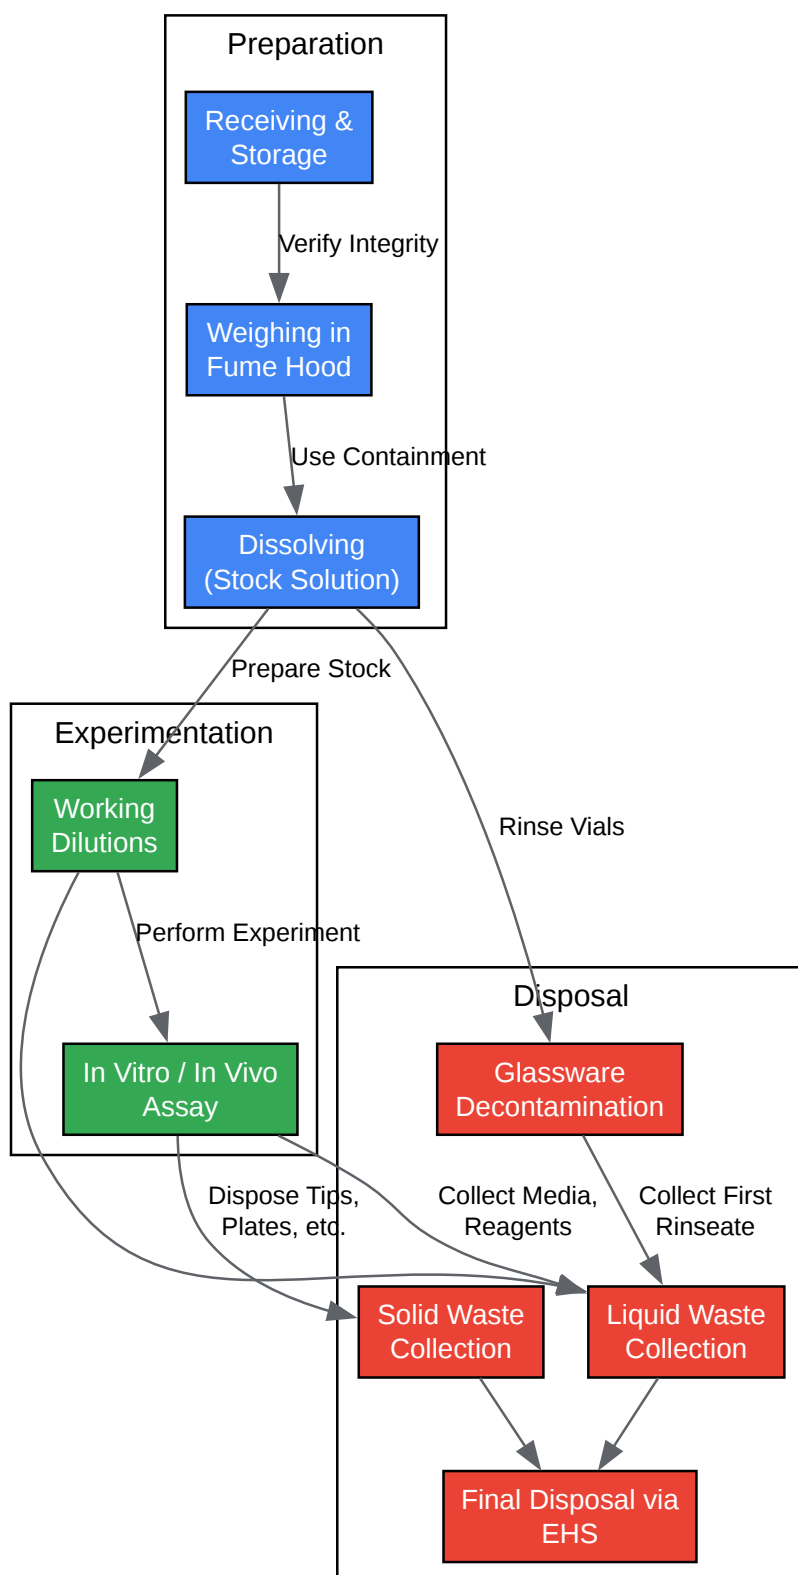 Preparation
Receiving &
Storage
Verify Integrity
Weighing in
Fume Hood
Use Containment
Dissolving
(Stock Solution)
Prepare Stock
Experimentation
Working
Dilutions
Rinse Vials
Perform Experiment
Disposal
In Vitro / In Vivo
Assay
Glassware
Decontamination
Dispose Tips,
Plates, etc.
Collect Media,
Reagents
Collect First
Rinseate
Solid Waste
Collection
Liquid Waste
Collection
Final Disposal via
EHS